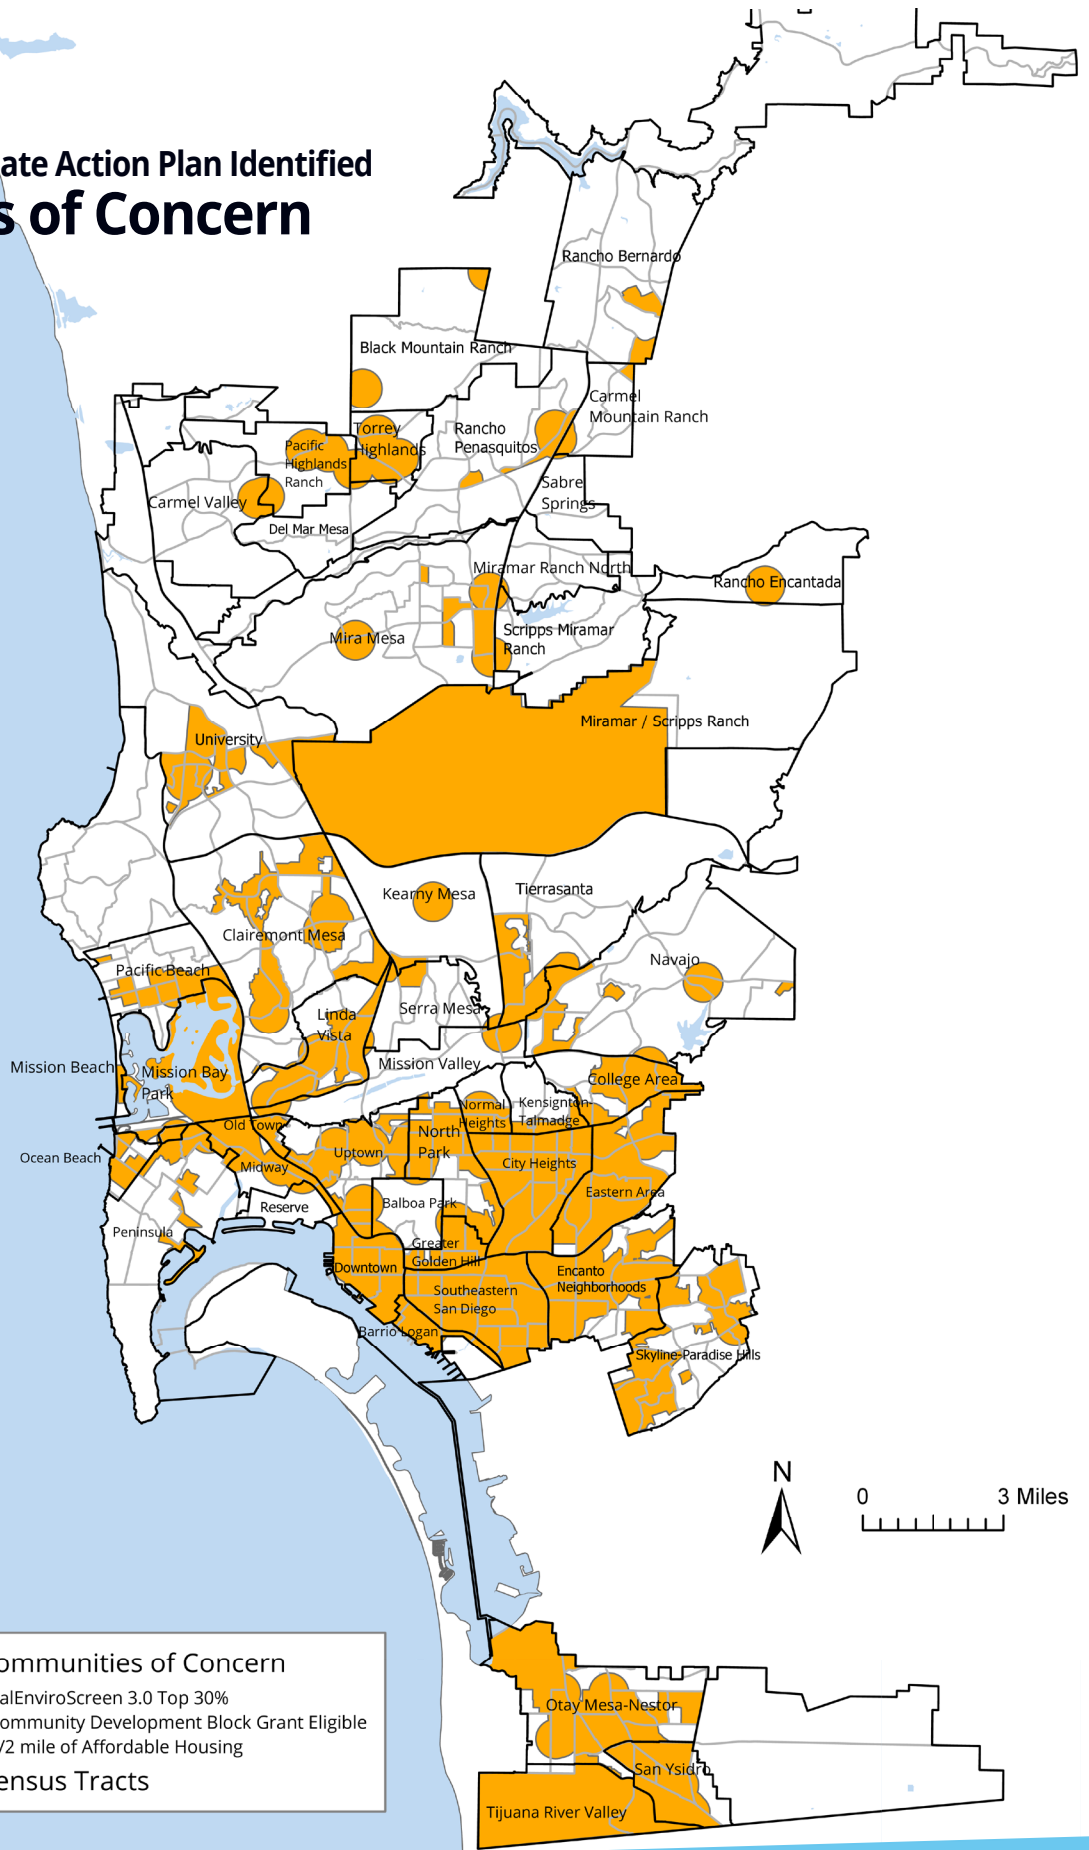 ate Action Plan Identified
s of Concern
Rancho Bernardo
Black Mountain Ranch
Carmel
Mountain Ranch
Torrey
Highlands
Rancho
Penasquitos
Pacific
Highlands
Ranch
Carmel Valley
Sabre
Springs
Del Mar Mesa
Miramar Ranch North
Rancho Encantada
Mira Mesa
Scripps Miramar
Ranch
Miramar / Scripps Ranch
University
Kearny Mesa
Tierrasanta
Clairemont Mesa
Navajo
Pacific Beach
Linda
Vista
Serra Mesa
Mission Valley
Mission Beach
Mission Bay
Park
College Area
Normal
Heights
Kensignton-
Talmadge
Old Town
North
Park
Uptown
Ocean Beach
Midway
City Heights
Eastern Area
Reserve
Balboa Park
Peninsula
Greater
Golden Hill
Downtown
Encanto
Neighborhoods
Southeastern
San Diego
Barrio Logan
Skyline-Paradise Hills
N
0
3 Miles
ommunities of Concern
alEnviroScreen 3.0 Top 30%
ommunity Development Block Grant Eligible
/2 mile of Affordable Housing
ensus Tracts
Otay Mesa-Nestor
San Ysidro
Tijuana River Valley